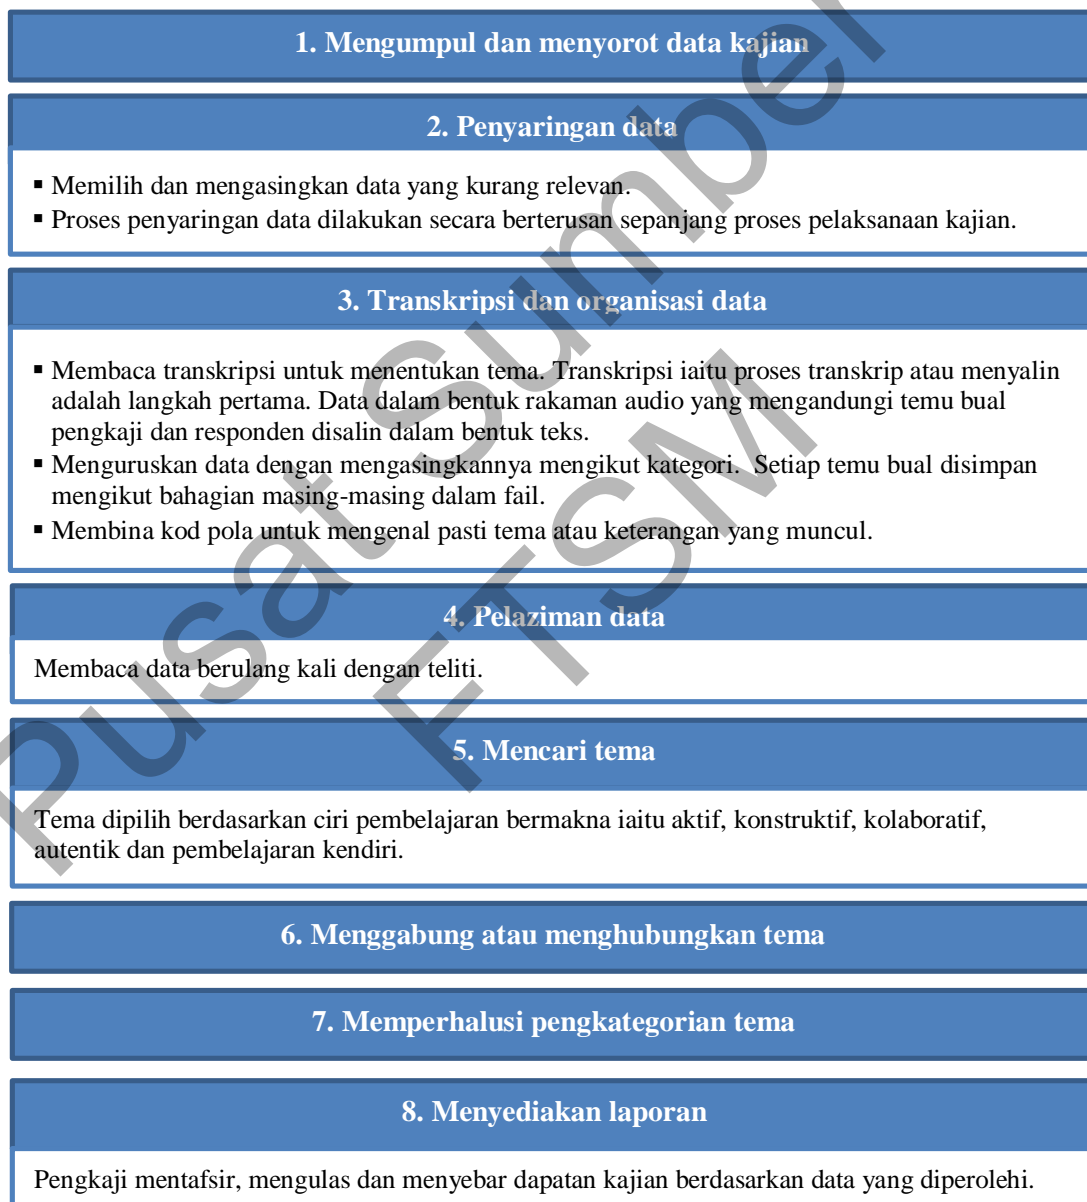 1. Mengumpul dan menyorot data kajian
2. Penyaringan data
▪ Memilih dan mengasingkan data yang kurang relevan.
▪ Proses penyaringan data dilakukan secara berterusan sepanjang proses pelaksanaan kajian.
3. Transkripsi dan organisasi data
▪ Membaca transkripsi untuk menentukan tema. Transkripsi iaitu proses transkrip atau menyalin
adalah langkah pertama. Data dalam bentuk rakaman audio yang mengandungi temu bual
pengkaji dan responden disalin dalam bentuk teks.
▪ Menguruskan data dengan mengasingkannya mengikut kategori. Setiap temu bual disimpan
mengikut bahagian masing-masing dalam fail.
▪ Membina kod pola untuk mengenal pasti tema atau keterangan yang muncul.
4. Pelaziman data
Membaca data berulang kali dengan teliti.
5. Mencari tema
Tema dipilih berdasarkan ciri pembelajaran bermakna iaitu aktif, konstruktif, kolaboratif,
autentik dan pembelajaran kendiri.
6. Menggabung atau menghubungkan tema
7. Memperhalusi pengkategorian tema
8. Menyediakan laporan
Pengkaji mentafsir, mengulas dan menyebar dapatan kajian berdasarkan data yang diperolehi.
Pusat Sumber
FTSM